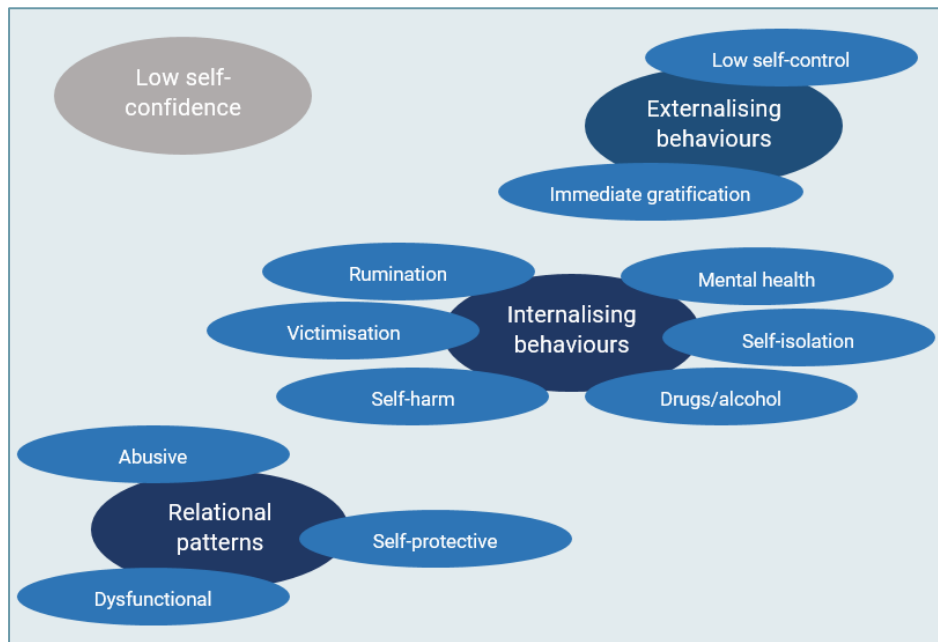 Low self-
confidence
Low self-control
Externalising
behaviours
Immediate gratification
Rumination
Mental health
Internalising
behaviours
Victimisation
Self-isolation
Self-harm
Drugs/alcohol
Abusive
Relational
patterns
Self-protective
Dysfunctional